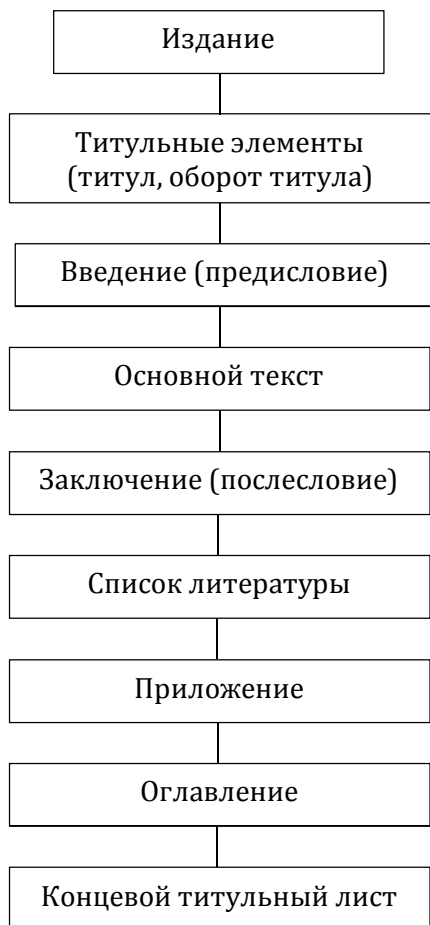 Издание
Титульные элементы
(титул, оборот титула)
Введение (предисловие)
Основной текст
Заключение (послесловие)
Список литературы
Приложение
Оглавление
Концевой титульный лист